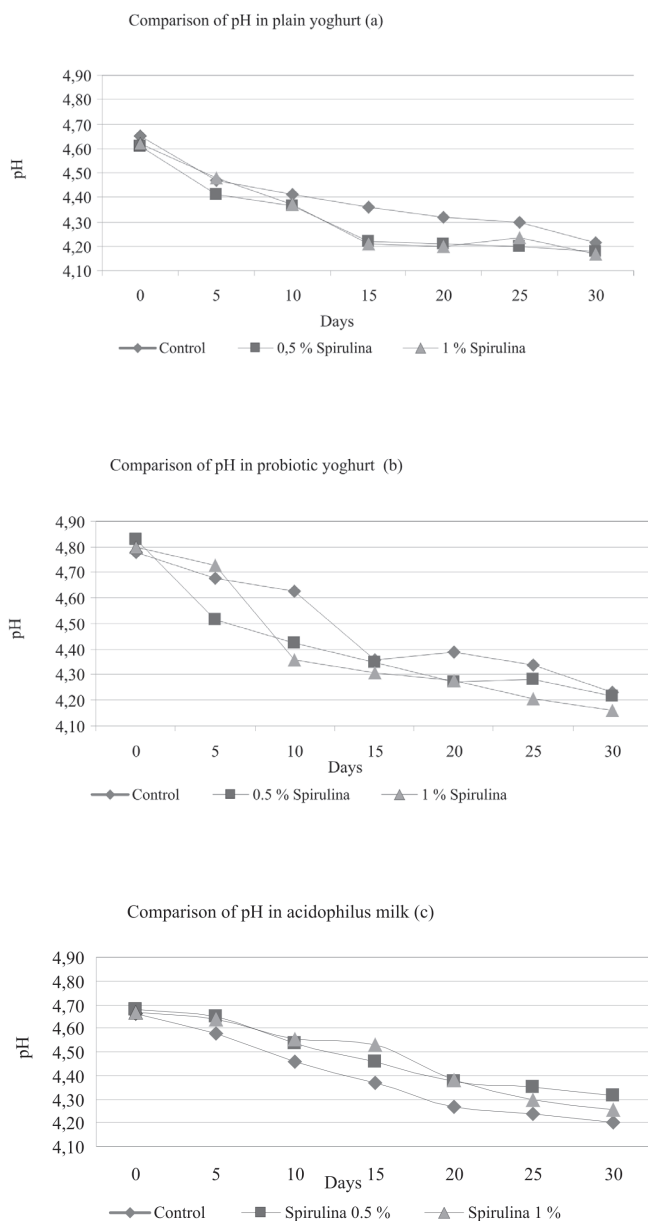 Comparison of pH in plain yoghurt (a)
4,90
4,80
4,70
4,60
4,50
4,40
4,30
4,20
4,10
pH
0 5 10 15 20 25 30
Days
Control 0,5 % Spirulina 1 % Spirulina
Comparison of pH in probiotic yoghurt (b)
4,90
4,80
4,70
4,60
4,50
4,40
4,30
4,20
4,10
pH
0 5 10 15 20 25 30
Days
Control 0.5 % Spirulina 1 % Spirulina
Comparison of pH in acidophilus milk (c)
4,90
4,80
4,70
4,60
4,50
4,40
4,30
4,20
4,10
pH
0 5 10 15 20 25 30
Days
Control Spirulina 0.5 % Spirulina 1 %